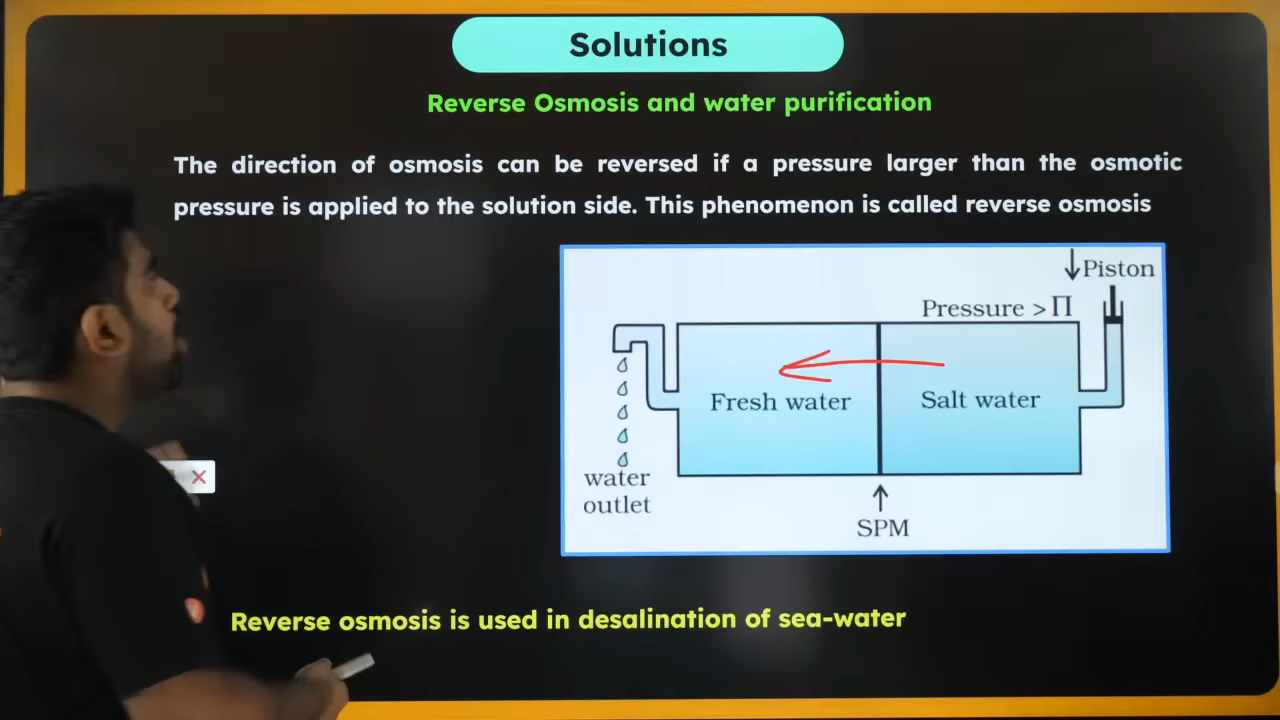 Solutions
Reverse Osmosis and water purification
The direction of osmosis can be reversed if a pressure larger than the osmotic
pressure is applied to the solution side. This phenomenon is called reverse osmosis
Piston
Pressure > Π
Fresh water
Salt water
water
outlet
SPM
Reverse osmosis is used in desalination of sea-water